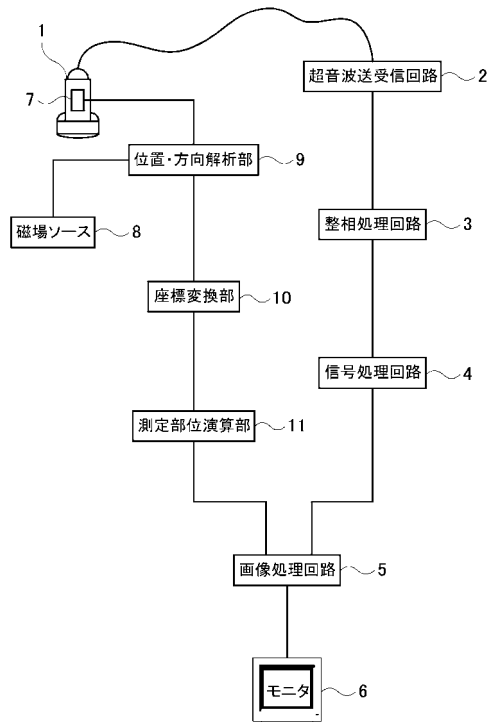 1
7
超音波送受信回路 2
位置・方向解析部 9
磁場ソース 8
整相処理回路 3
座標変換部 10
信号処理回路 4
測定部位演算部 11
画像処理回路 5
モニタ 6